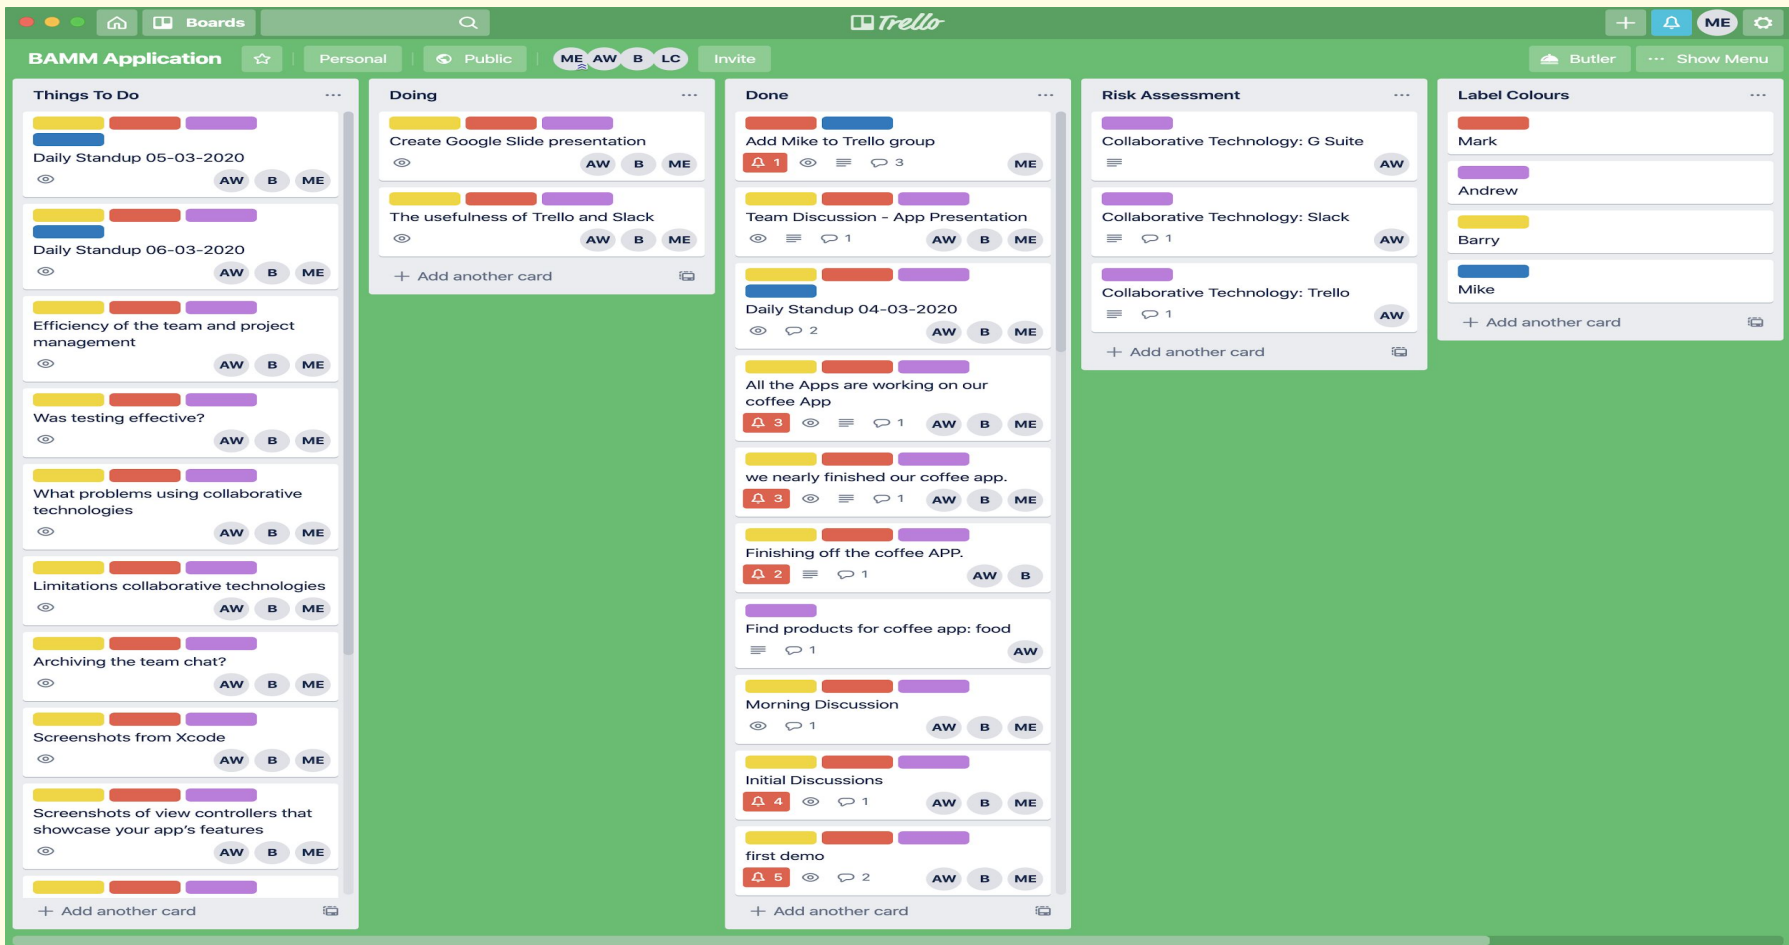 Boards
Trello
ME
BAMM Application
Personal
Public
ME AW B LC
Invite
Butler
... Show Menu
Things To Do
Daily Standup 05-03-2020
AW B ME
Daily Standup 06-03-2020
AW B ME
Efficiency of the team and project
management
AW B ME
Was testing effective?
AW B ME
What problems using collaborative
technologies
AW B ME
Limitations collaborative technologies
AW B ME
Archiving the team chat?
AW B ME
Screenshots from Xcode
AW B ME
Screenshots of view controllers that
showcase your app's features
AW B ME
+ Add another card
Doing
Create Google Slide presentation
AW B ME
The usefulness of Trello and Slack
AW B ME
+ Add another card
Done
Add Mike to Trello group
1 3 ME
Team Discussion - App Presentation
1 AW B ME
Daily Standup 04-03-2020
2 AW B ME
All the Apps are working on our
coffee App
3 1 AW B ME
we nearly finished our coffee app.
3 1 AW B ME
Finishing off the coffee APP.
2 1 AW B
Find products for coffee app: food
1 AW
Morning Discussion
1 AW B ME
Initial Discussions
4 1 AW B ME
first demo
5 2 AW B ME
+ Add another card
Risk Assessment
Collaborative Technology: G Suite
AW
Collaborative Technology: Slack
1 AW
Collaborative Technology: Trello
1 AW
+ Add another card
Label Colours
Mark
Andrew
Barry
Mike
+ Add another card